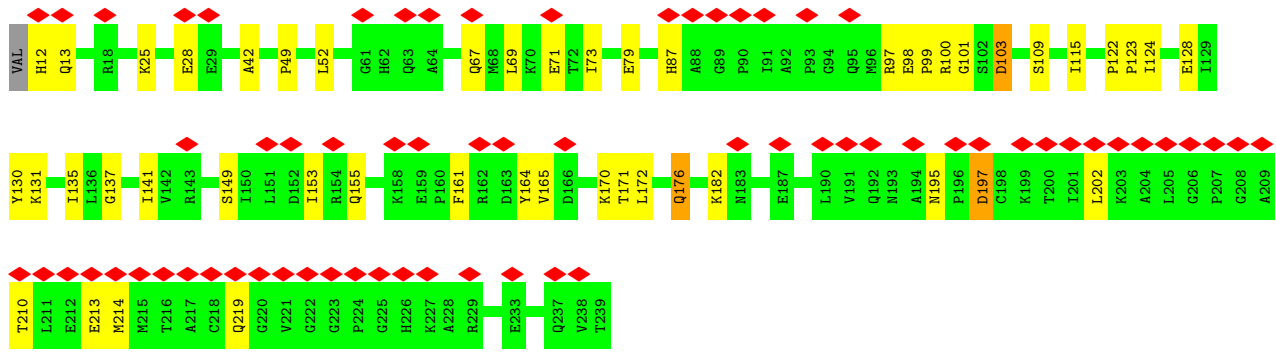 VAL H12 Q13 R18 K25 E28 E29 A42 P49 L52 G61 H62 Q63 A64 Q67 M68 L69 K70 E71 T72 I73 E79 H87 A88 G89 P90 I91 A92 P93 G94 Q95 M96 R97 E98 P99 R100 G101 S102 D103 S109 I115 P122 P123 I124 E128 I129
Y130 K131 I135 L136 G137 I141 V142 R143 S149 I150 L151 D152 I153 R154 Q155 K158 E159 P160 F161 R162 D163 Y164 V165 D166 K170 T171 L172 Q176 K182 N183 E187 L190 V191 Q192 N193 A194 N195 P196 D197 C198 K199 T200 I201 L202 K203 A204 L205 G206 P207 G208 A209
T210 L211 E212 E213 M214 M215 T216 A217 C218 Q219 G220 V221 G222 G223 P224 G225 H226 K227 A228 R229 E233 Q237 V238 T239